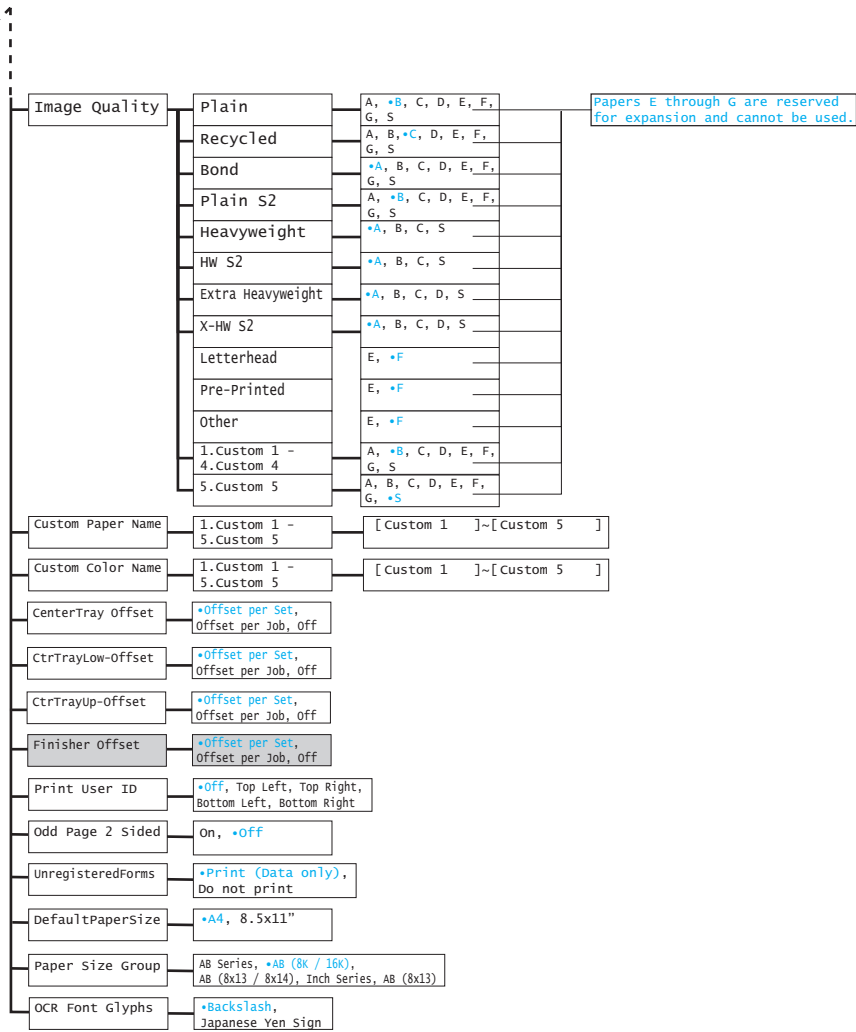 Image Quality
Plain
A, •B, C, D, E, F,
G, S
Papers E through G are reserved
for expansion and cannot be used.
Recycled
A, B,•C, D, E, F,
G, S
Bond
•A, B, C, D, E, F,
G, S
Plain S2
A, •B, C, D, E, F,
G, S
Heavyweight
•A, B, C, S
HW S2
•A, B, C, S
Extra Heavyweight
•A, B, C, D, S
X-HW S2
•A, B, C, D, S
Letterhead
E, •F
Pre-Printed
E, •F
Other
E, •F
1.Custom 1 –
4.Custom 4
A, •B, C, D, E, F,
G, S
5.Custom 5
A, B, C, D, E, F,
G, •S
Custom Paper Name
1.Custom 1 –
5.Custom 5
[Custom 1 ]~[Custom 5 ]
Custom Color Name
1.Custom 1 –
5.Custom 5
[Custom 1 ]~[Custom 5 ]
CenterTray Offset
•Offset per Set,
Offset per Job, Off
CtrTrayLow-Offset
•Offset per Set,
Offset per Job, Off
CtrTrayUp-Offset
•Offset per Set,
Offset per Job, Off
Finisher Offset
•Offset per Set,
Offset per Job, Off
Print User ID
•Off, Top Left, Top Right,
Bottom Left, Bottom Right
Odd Page 2 Sided
On, •Off
UnregisteredForms
•Print (Data only),
Do not print
DefaultPaperSize
•A4, 8.5x11”
Paper Size Group
AB Series, •AB (8K / 16K),
AB (8x13 / 8x14), Inch Series, AB (8x13)
OCR Font Glyphs
•Backslash,
Japanese Yen Sign